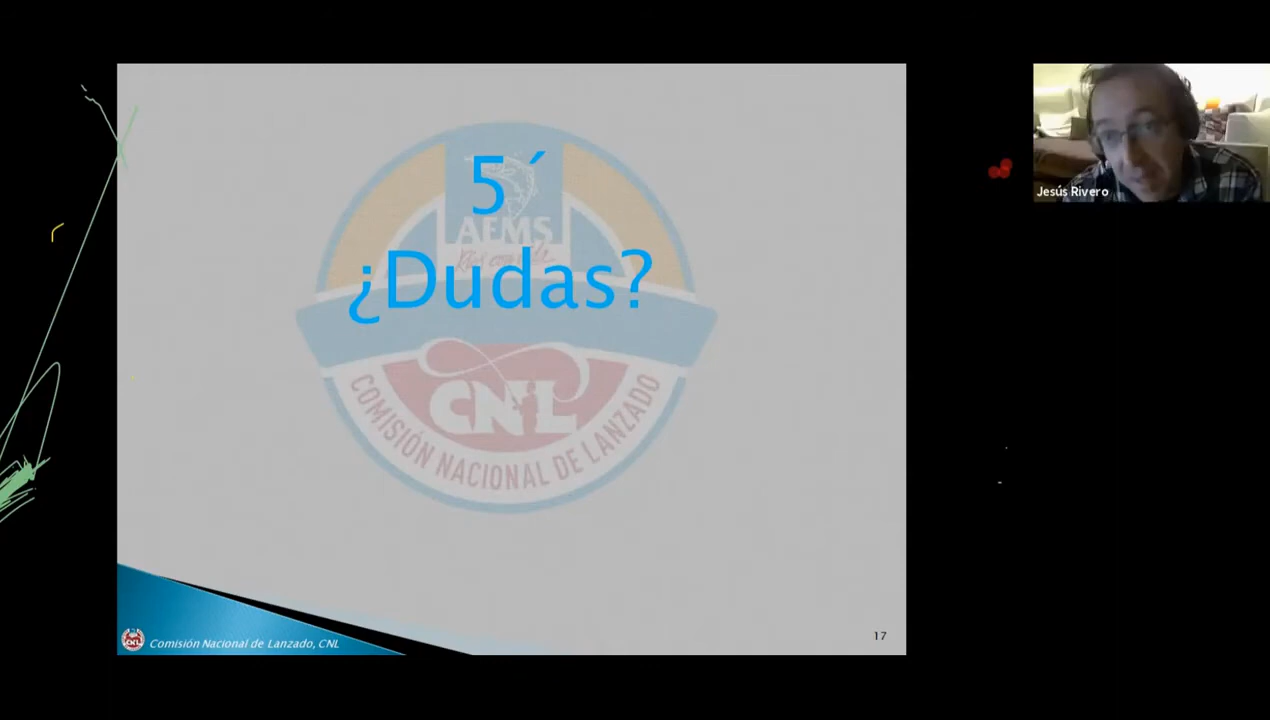 5´
¿Dudas?
AEMS
CNL
COMISIÓN NACIONAL DE LANZADO
Comisión Nacional de Lanzado, CNL
17
Jesús Rivero